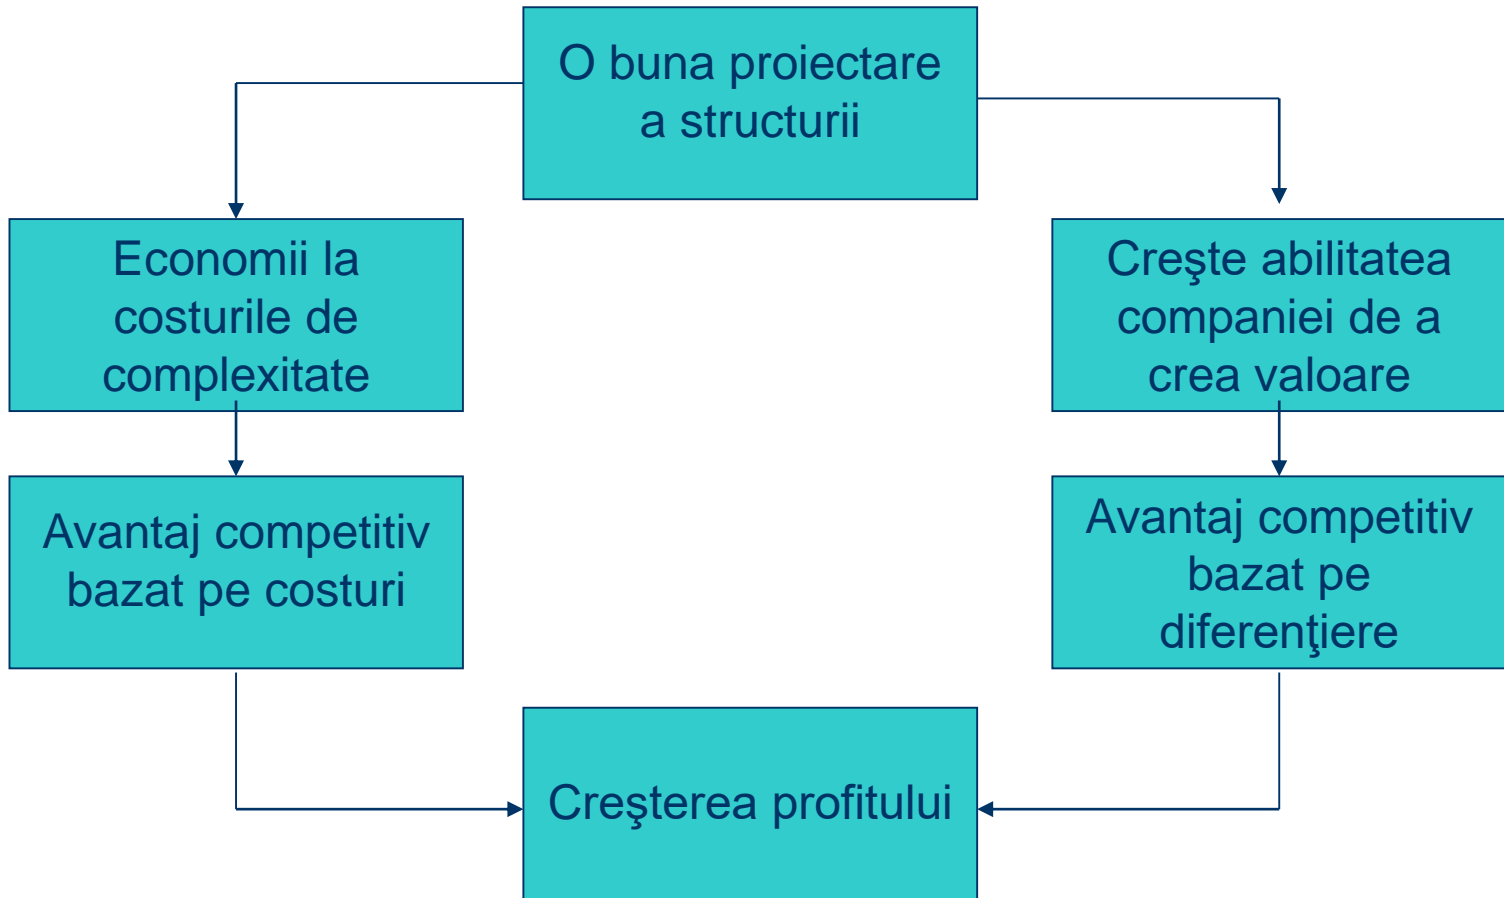 O buna proiectare
a structurii
Economii la
costurile de
complexitate
Creşte abilitatea
companiei de a
crea valoare
Avantaj competitiv
bazat pe costuri
Avantaj competitiv
bazat pe
diferenţiere
Creşterea profitului